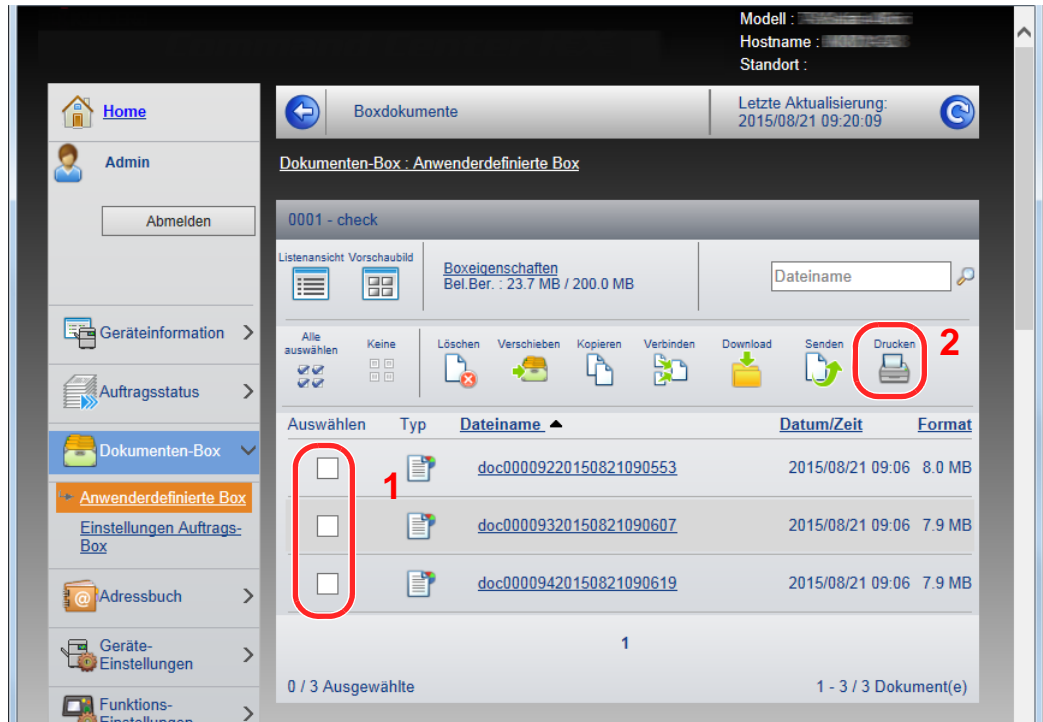 Modell :
Hostname :
Standort :
Home
Admin
Abmelden
Geräteinformation
Auftragsstatus
Dokumenten-Box
Anwenderdefinierte Box
Einstellungen Auftrags-
Box
Adressbuch
Geräte-
Einstellungen
Funktions-
Einstellungen
Boxdokumente
Letzte Aktualisierung:
2015/08/21 09:20:09
Dokumenten-Box : Anwenderdefinierte Box
0001 - check
Listenansicht Vorschaubild
Boxeigenschaften
Bel.Ber. : 23.7 MB / 200.0 MB
Dateiname
Alle
auswählen
Keine Löschen Verschieben Kopieren Verbinden Download Senden Drucken
2
Auswählen Typ Dateiname Datum/Zeit Format
1
doc00009220150821090553 2015/08/21 09:06 8.0 MB
doc00009320150821090607 2015/08/21 09:06 7.9 MB
doc00009420150821090619 2015/08/21 09:06 7.9 MB
1
0 / 3 Ausgewählte 1 - 3 / 3 Dokument(e)